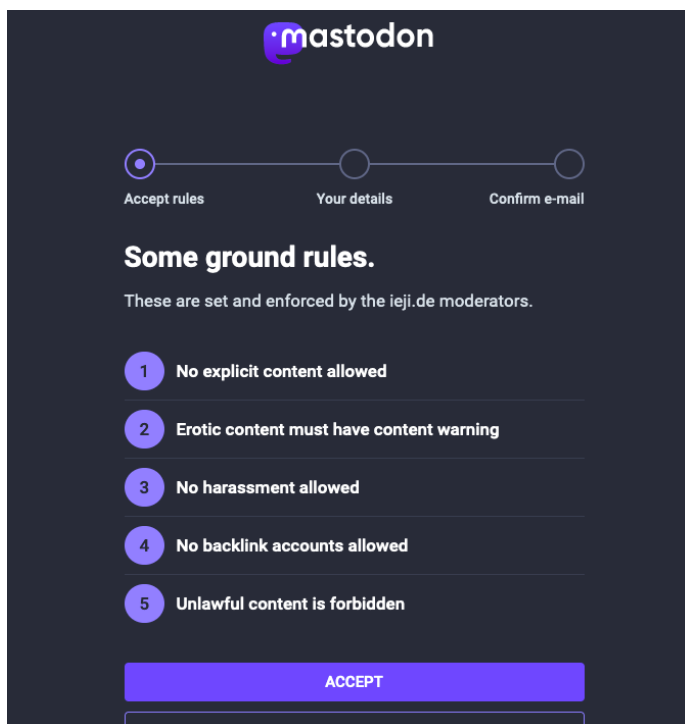 mastodon
Accept rules
Your details
Confirm e-mail
Some ground rules.
These are set and enforced by the ieji.de moderators.
1 No explicit content allowed
2 Erotic content must have content warning
3 No harassment allowed
4 No backlink accounts allowed
5 Unlawful content is forbidden
ACCEPT